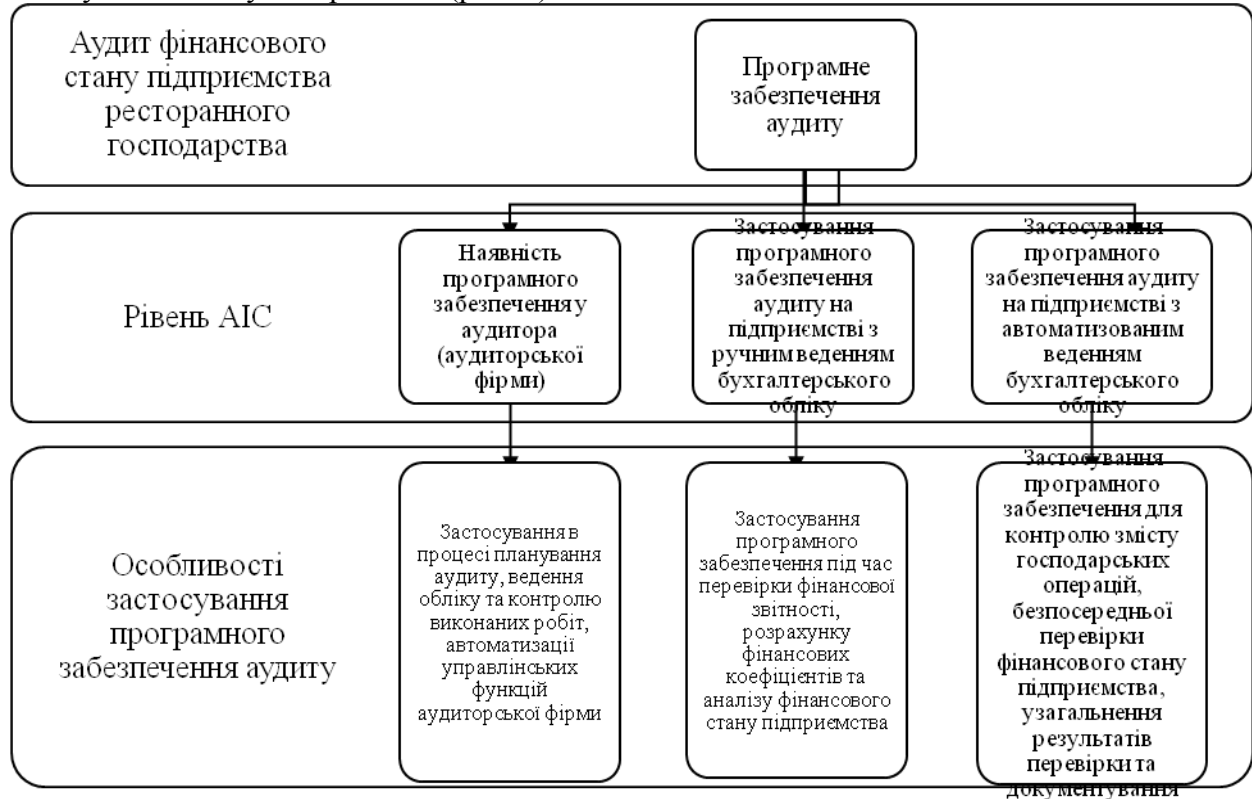 Аудит фінансового
стану підприємства
ресторанного
господарства
Програмне
забезпечення
аудиту
Рівень АІС
Наявність
програмного
забезпечення у
аудитора
(аудиторської
фірми)
Застосування
програмного
забезпечення
аудиту на
підприємстві з
ручним веденням
бухгалтерського
обліку
Застосування
програмного
забезпечення аудиту
на підприємстві з
автоматизованим
веденням
бухгалтерського
обліку
Особливості
застосування
програмного
забезпечення аудиту
Застосування в
процесі планування
аудиту, ведення
обліку та контролю
виконаних робіт,
автоматизації
управлінських
функцій
аудиторської фірми
Застосування
програмного
забезпечення під час
перевірки фінансової
звітності,
розрахунку
фінансових
коефіцієнтів та
аналізу фінансового
стану підприємства
Застосування
програмного
забезпечення для
контролю змісту
господарських
операцій,
безпосередньої
перевірки
фінансового стану
підприємства,
узагальнення
результатів
перевірки та
документування